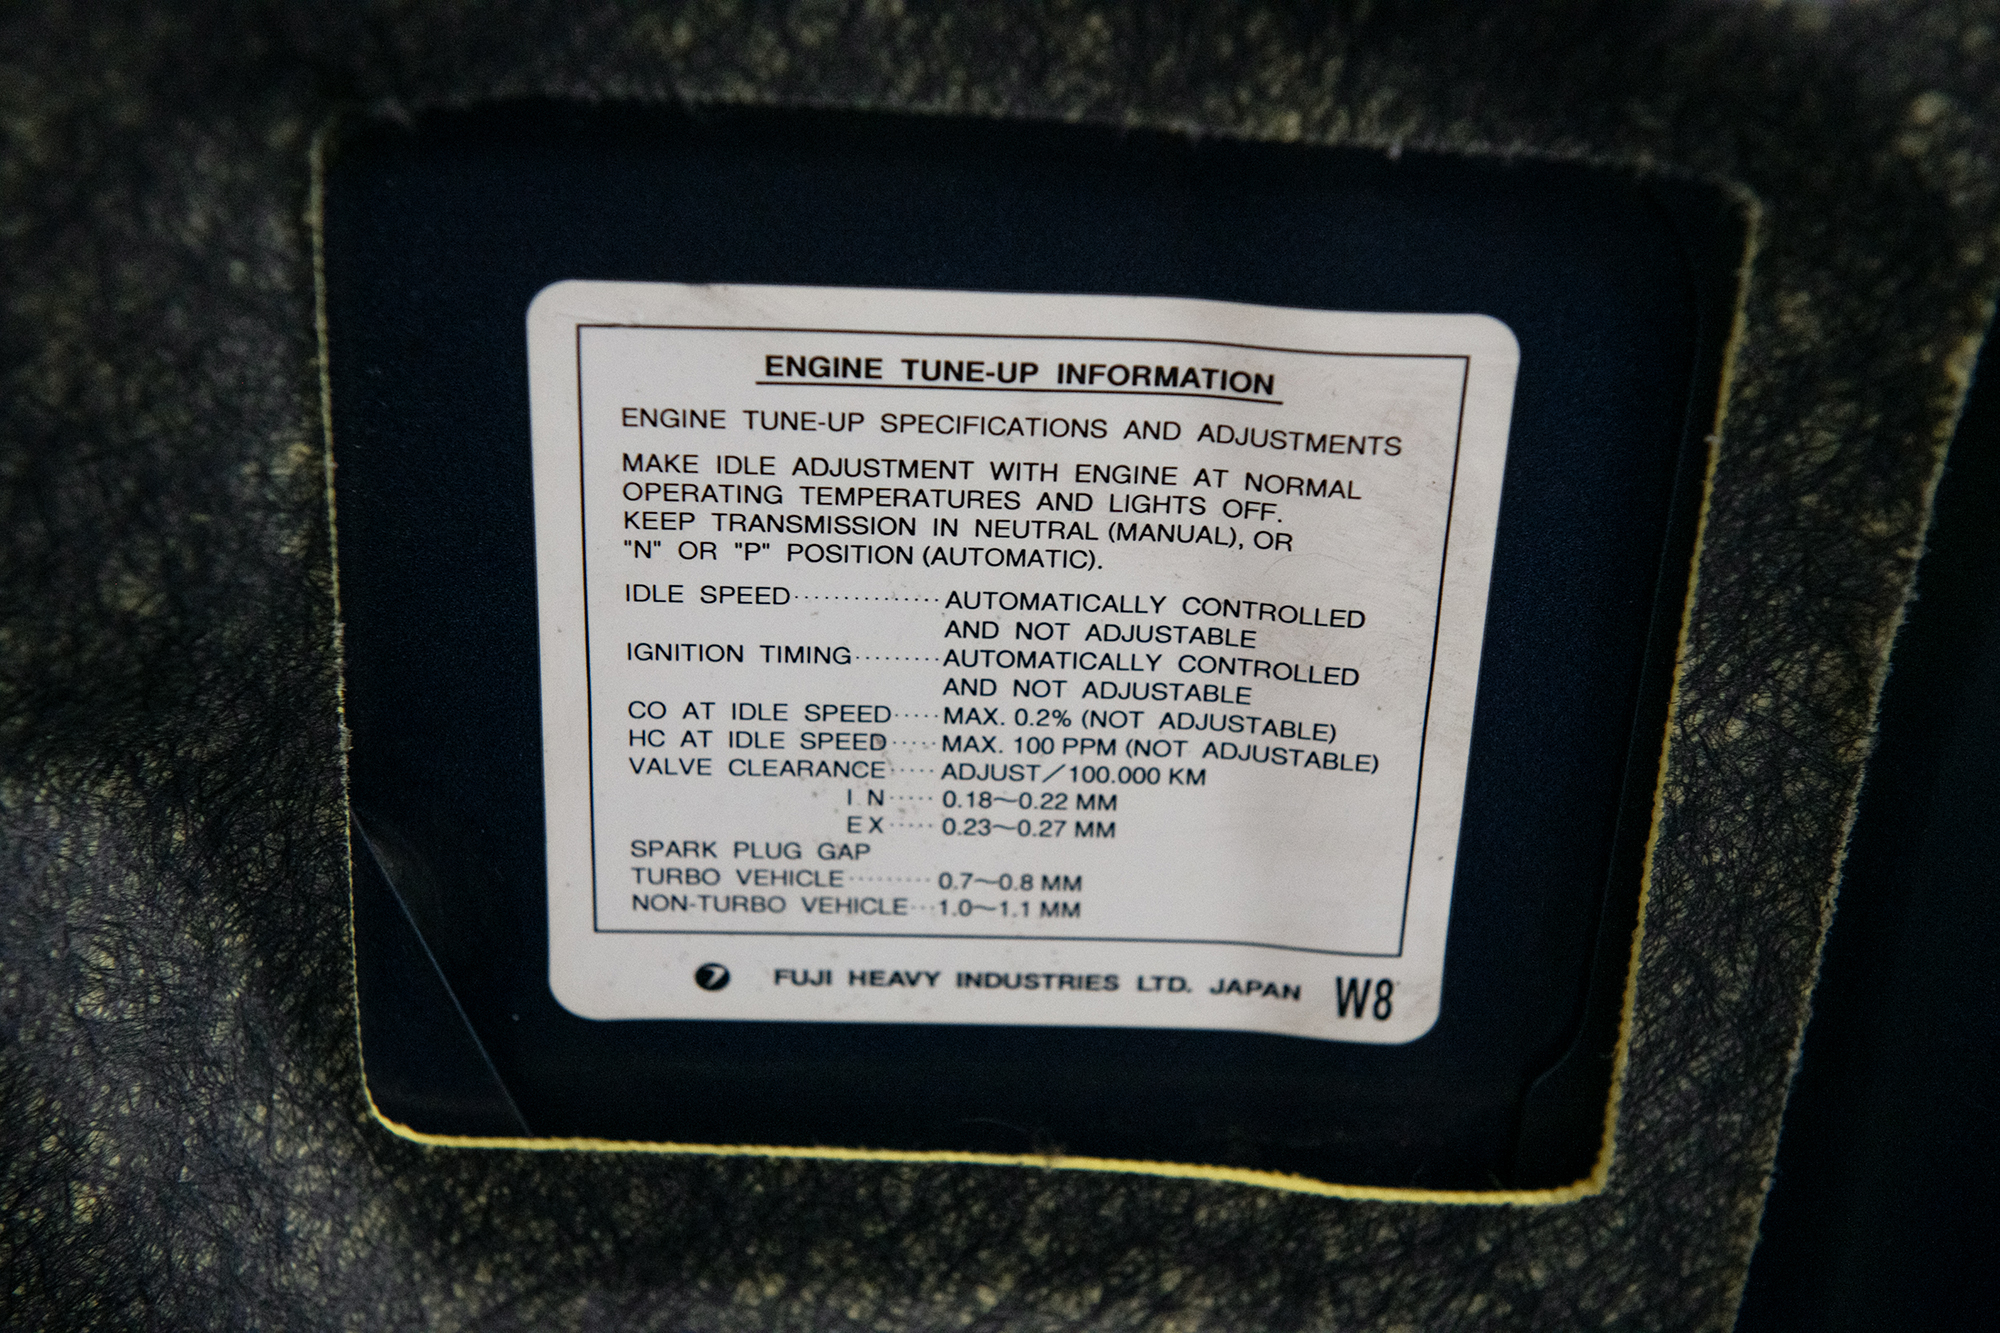 ENGINE TUNE-UP INFORMATION
ENGINE TUNE-UP SPECIFICATIONS AND ADJUSTMENTS
MAKE IDLE ADJUSTMENT WITH ENGINE AT NORMAL
OPERATING TEMPERATURES AND LIGHTS OFF.
KEEP TRANSMISSION IN NEUTRAL (MANUAL), OR
"N" OR "P" POSITION (AUTOMATIC).
IDLE SPEED··············· AUTOMATICALLY CONTROLLED
AND NOT ADJUSTABLE
IGNITION TIMING·········AUTOMATICALLY CONTROLLED
AND NOT ADJUSTABLE
CO AT IDLE SPEED·····MAX. 0.2% (NOT ADJUSTABLE)
HC AT IDLE SPEED·····MAX. 100 PPM (NOT ADJUSTABLE)
VALVE CLEARANCE·····ADJUST/100.000 KM
IN·····0.18~0.22 MM
EX·····0.23~0.27 MM
SPARK PLUG GAP
TURBO VEHICLE·········0.7~0.8 MM
NON-TURBO VEHICLE···1.0~1.1 MM
7 FUJI HEAVY INDUSTRIES LTD. JAPAN W8